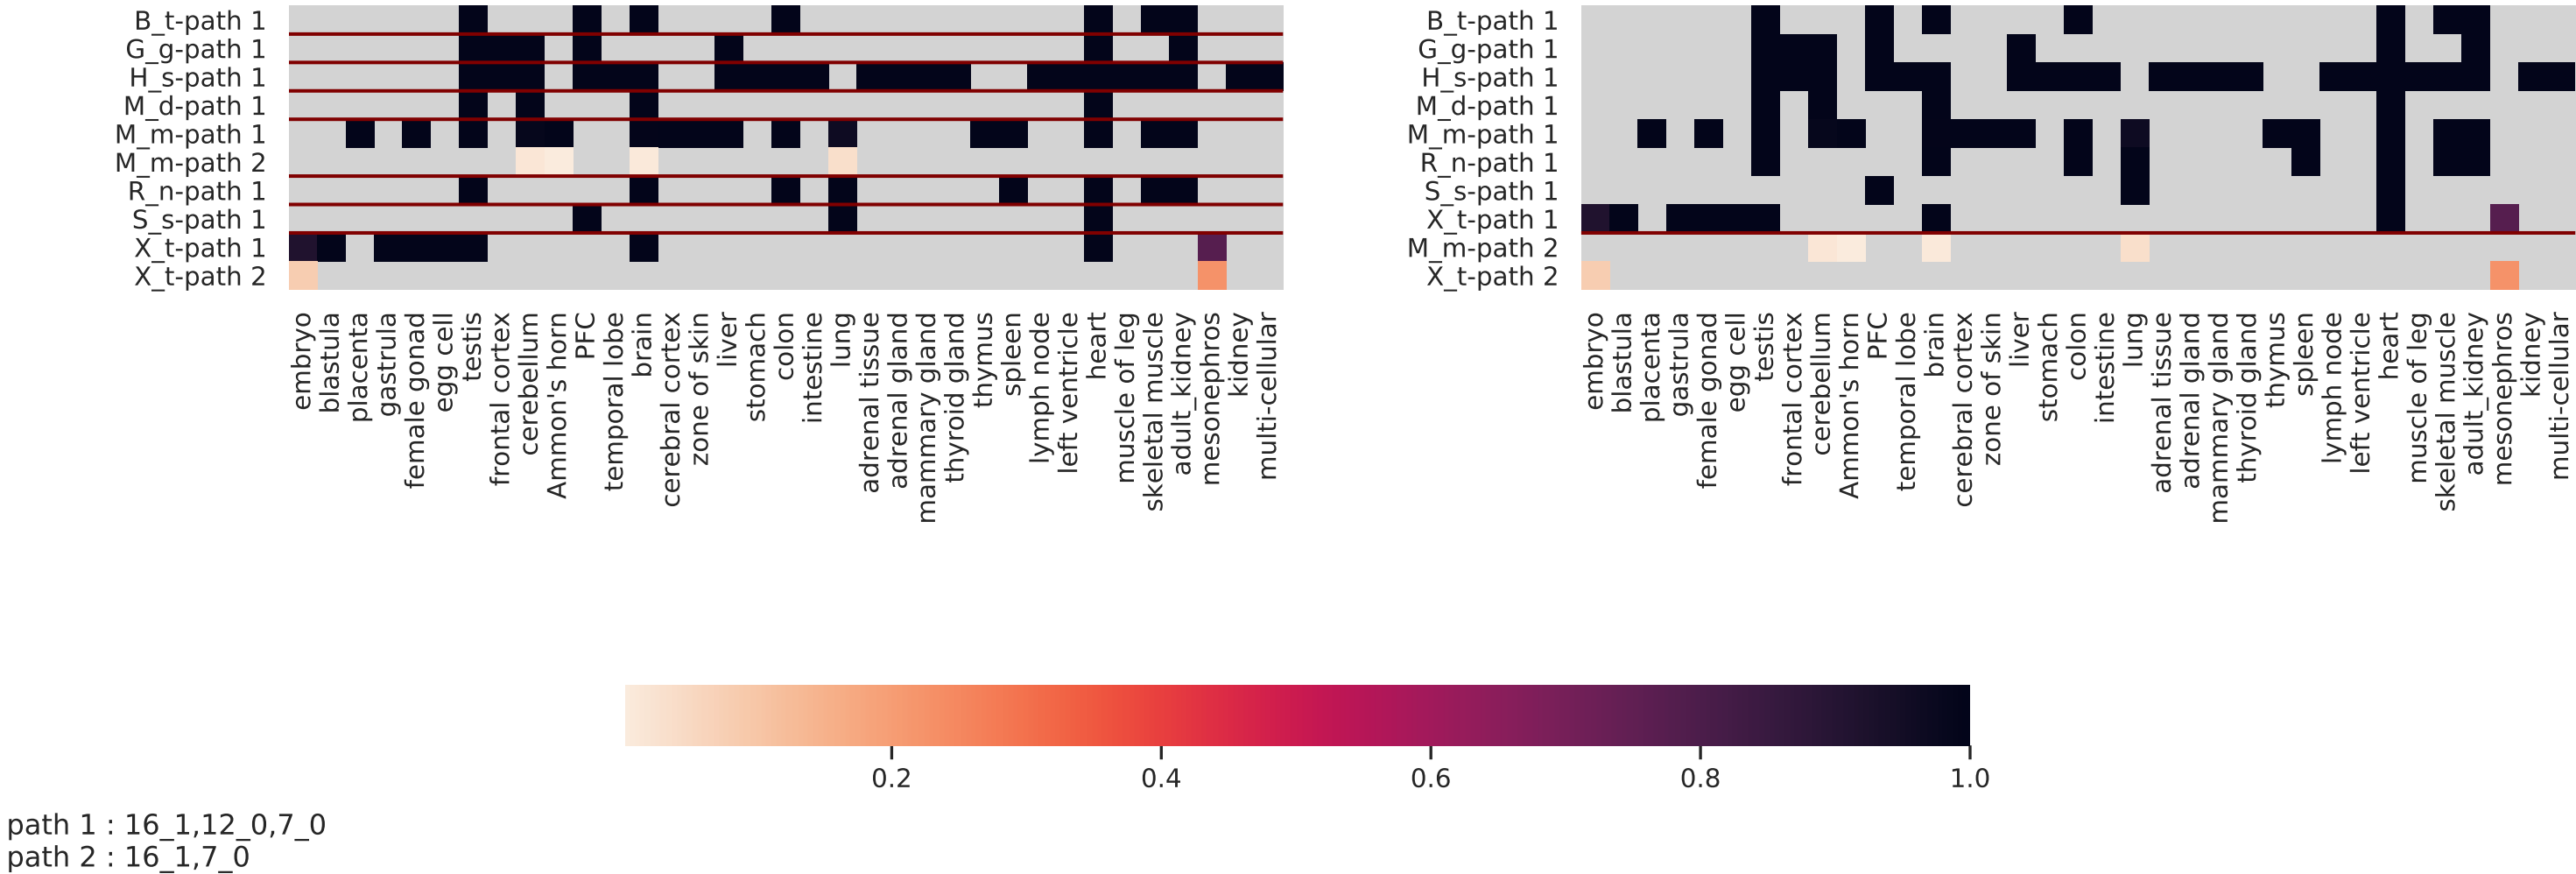 B_t-path 1
G_g-path 1
H_s-path 1
M_d-path 1
M_m-path 1
M_m-path 2
R_n-path 1
S_s-path 1
X_t-path 1
X_t-path 2
embryo
blastula
placenta
gastrula
female gonad
egg cell
testis
frontal cortex
cerebellum
Ammon's horn
PFC
temporal lobe
brain
cerebral cortex
zone of skin
liver
stomach
colon
intestine
lung
adrenal tissue
adrenal gland
mammary gland
thyroid gland
thymus
spleen
lymph node
left ventricle
heart
muscle of leg
skeletal muscle
adult_kidney
mesonephros
kidney
multi-cellular
B_t-path 1
G_g-path 1
H_s-path 1
M_d-path 1
M_m-path 1
R_n-path 1
S_s-path 1
X_t-path 1
M_m-path 2
X_t-path 2
embryo
blastula
placenta
gastrula
female gonad
egg cell
testis
frontal cortex
cerebellum
Ammon's horn
PFC
temporal lobe
brain
cerebral cortex
zone of skin
liver
stomach
colon
intestine
lung
adrenal tissue
adrenal gland
mammary gland
thyroid gland
thymus
spleen
lymph node
left ventricle
heart
muscle of leg
skeletal muscle
adult_kidney
mesonephros
kidney
multi-cellular
0.2 0.4 0.6 0.8 1.0
path 1 : 16_1,12_0,7_0
path 2 : 16_1,7_0